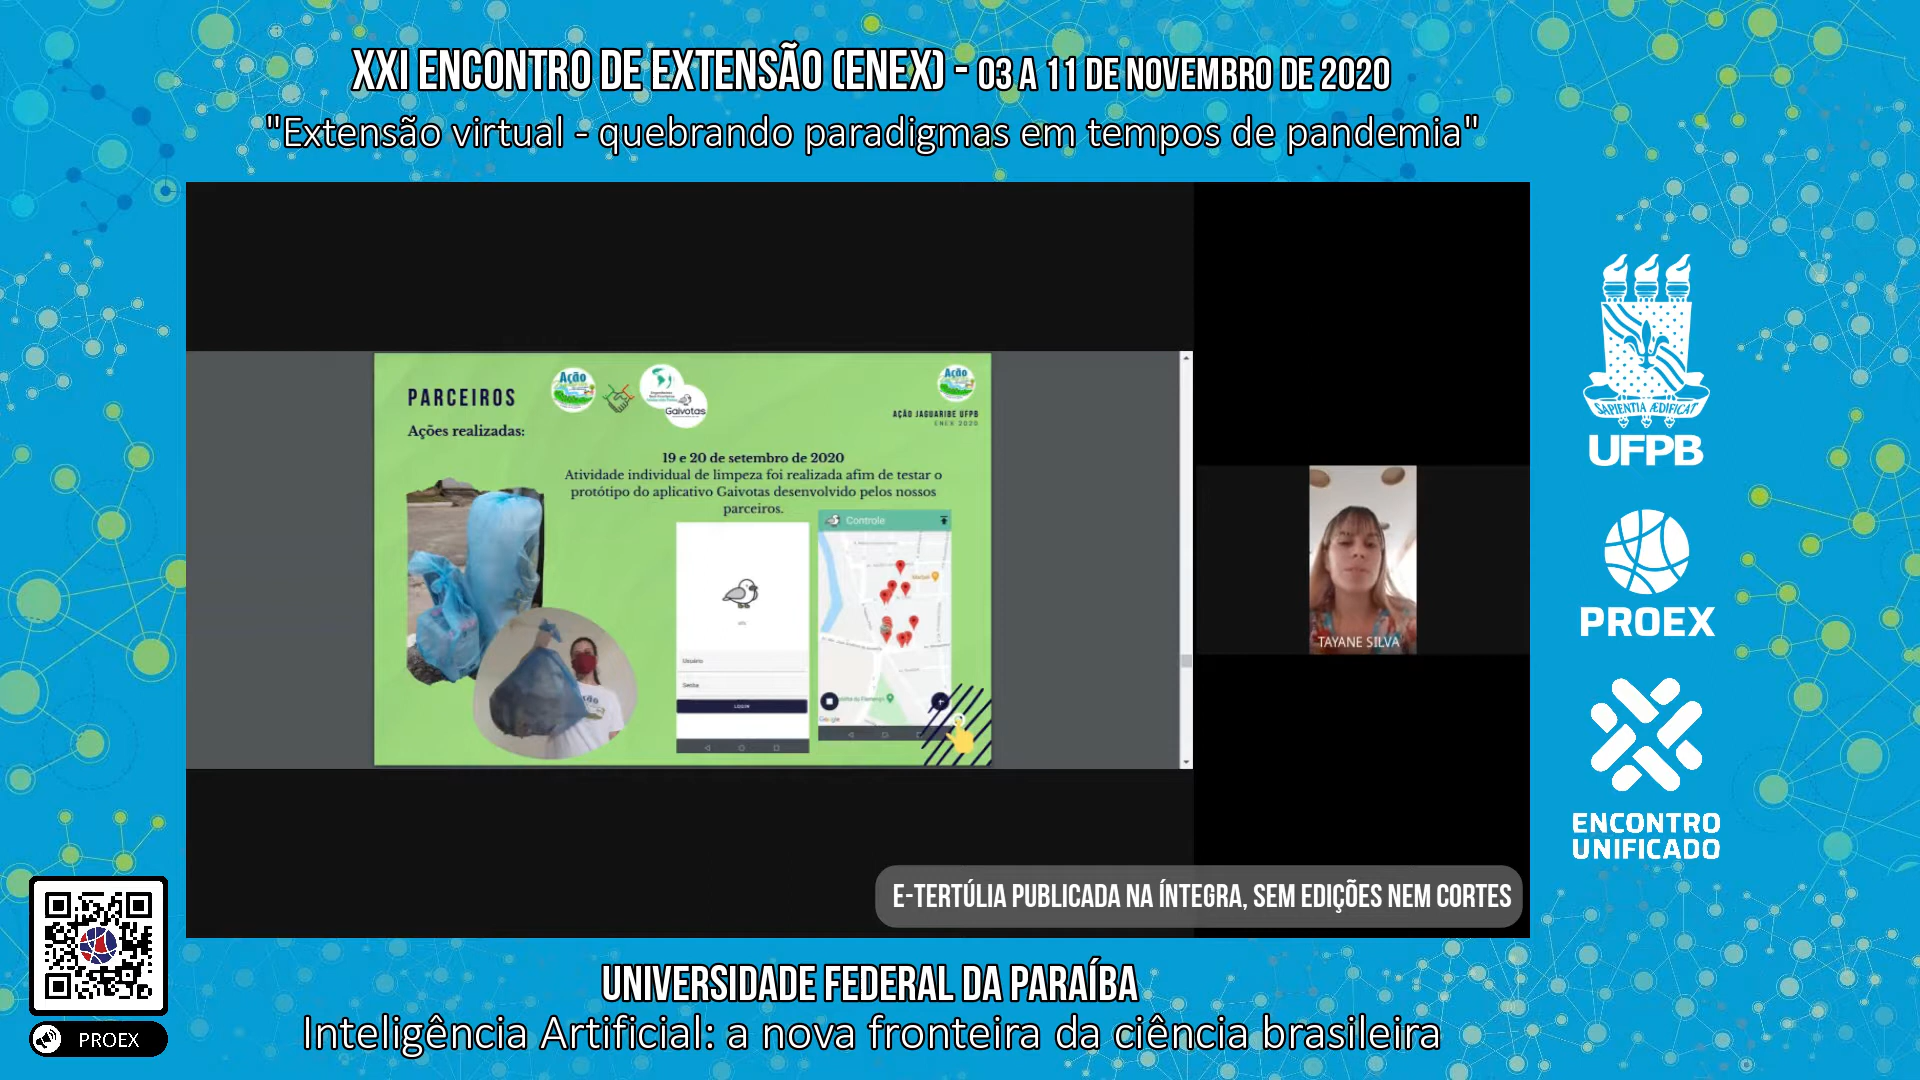 XXI ENCONTRO DE EXTENSÃO (ENEX) - 03 A 11 DE NOVEMBRO DE 2020
"Extensão virtual - quebrando paradigmas em tempos de pandemia"
PARCEIROS
Ação
Gaivotas
Ação
AÇÃO JAGUARIBE UFPB
ENEX 2020
Ações realizadas:
19 e 20 de setembro de 2020
Atividade individual de limpeza foi realizada afim de testar o
protótipo do aplicativo Gaivotas desenvolvido pelos nossos
parceiros.
Controle
Usuário
Senha
LOGIN
Google
TAYANE SILVA
SAPIENTIA ÆDIFICAT
UFPB
PROEX
ENCONTRO
UNIFICADO
E-TERTÚLIA PUBLICADA NA ÍNTEGRA, SEM EDIÇÕES NEM CORTES
PROEX
UNIVERSIDADE FEDERAL DA PARAÍBA
Inteligência Artificial: a nova fronteira da ciência brasileira